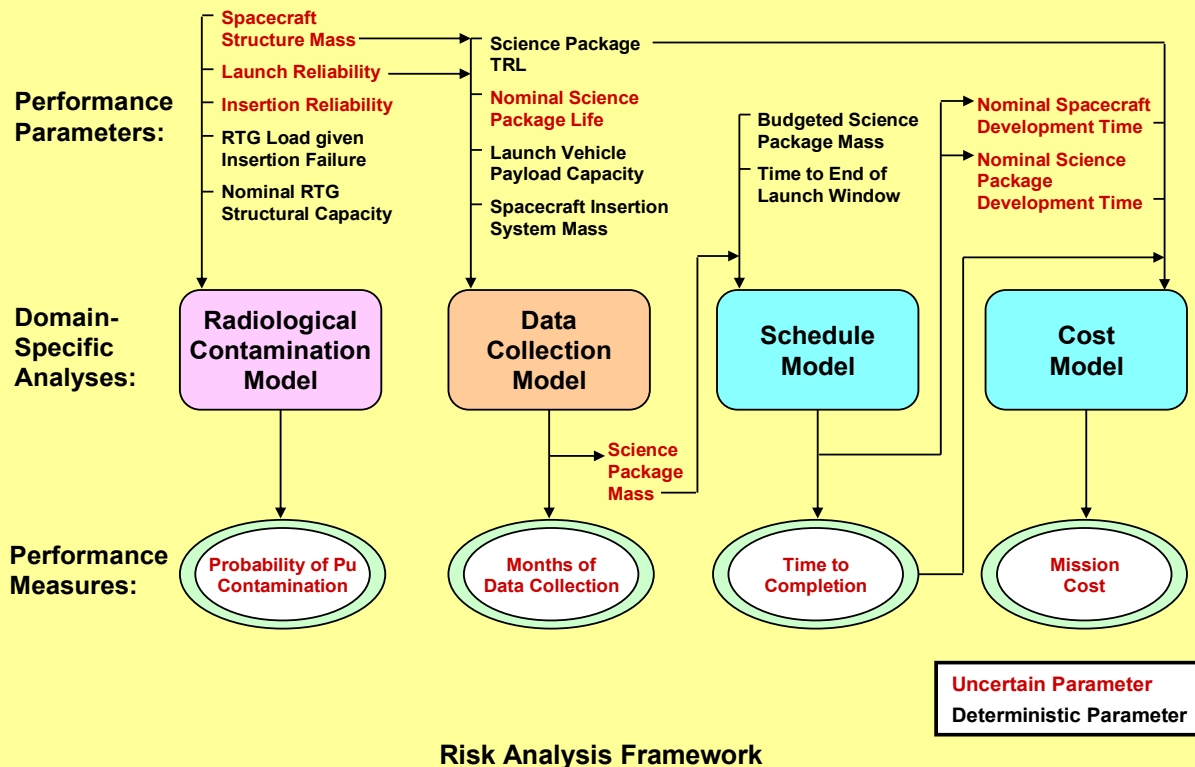 Performance
Parameters:
Spacecraft
Structure Mass
Launch Reliability
Insertion Reliability
RTG Load given
Insertion Failure
Nominal RTG
Structural Capacity
Science Package
TRL
Nominal Science
Package Life
Launch Vehicle
Payload Capacity
Spacecraft Insertion
System Mass
Budgeted Science
Package Mass
Time to End of
Launch Window
Nominal Spacecraft
Development Time
Nominal Science
Package
Development Time
Domain-
Specific
Analyses:
Radiological
Contamination
Model
Data
Collection
Model
Schedule
Model
Cost
Model
Science
Package
Mass
Performance
Measures:
Probability of Pu
Contamination
Months of
Data Collection
Time to
Completion
Mission
Cost
Uncertain Parameter
Deterministic Parameter
Risk Analysis Framework